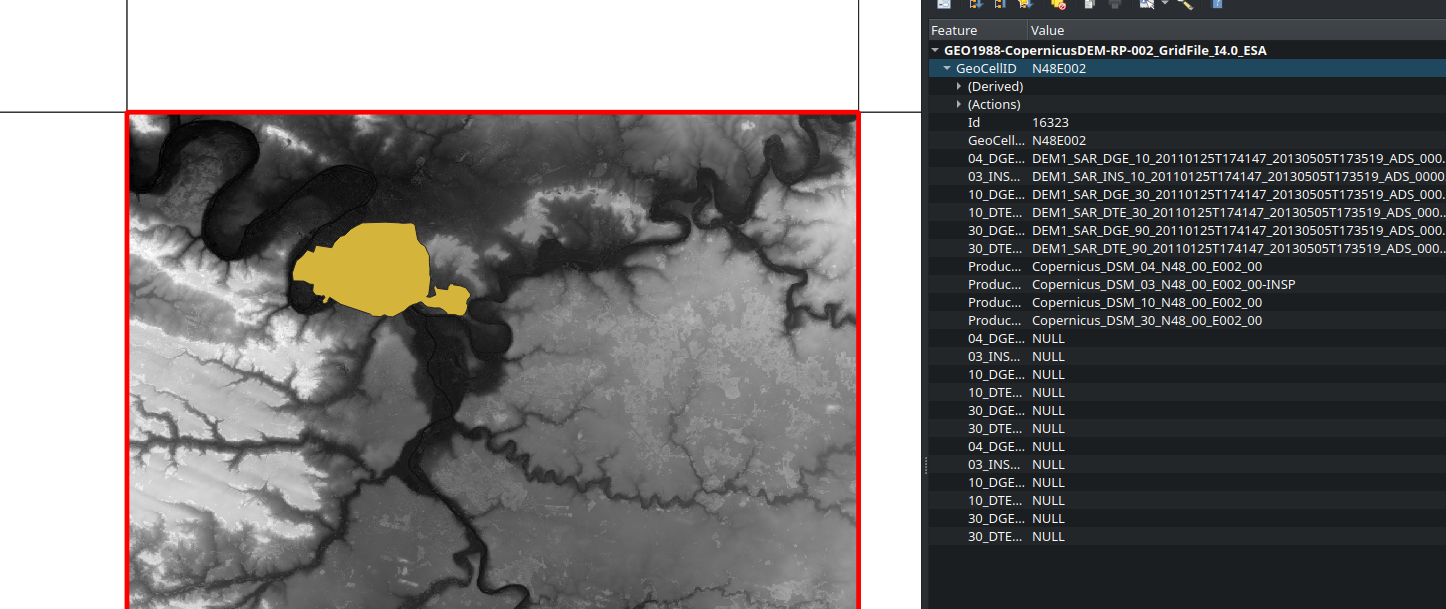 Feature Value
GEO1988-CopernicusDEM-RP-002_GridFile_I4.0_ESA
GeoCellID N48E002
(Derived)
(Actions)
Id 16323
GeoCell... N48E002
04_DGE... DEM1_SAR_DGE_10_20110125T174147_20130505T173519_ADS_000...
03_INS... DEM1_SAR_INS_10_20110125T174147_20130505T173519_ADS_0000
10_DGE... DEM1_SAR_DGE_30_20110125T174147_20130505T173519_ADS_000...
10_DTE... DEM1_SAR_DTE_30_20110125T174147_20130505T173519_ADS_000...
30_DGE... DEM1_SAR_DGE_90_20110125T174147_20130505T173519_ADS_000...
30_DTE... DEM1_SAR_DTE_90_20110125T174147_20130505T173519_ADS_000...
Produc... Copernicus_DSM_04_N48_00_E002_00
Produc... Copernicus_DSM_03_N48_00_E002_00-INSP
Produc... Copernicus_DSM_10_N48_00_E002_00
Produc... Copernicus_DSM_30_N48_00_E002_00
04_DGE... NULL
03_INS... NULL
10_DGE... NULL
10_DTE... NULL
30_DGE... NULL
30_DTE... NULL
04_DGE... NULL
03_INS... NULL
10_DGE... NULL
10_DTE... NULL
30_DGE... NULL
30_DTE... NULL